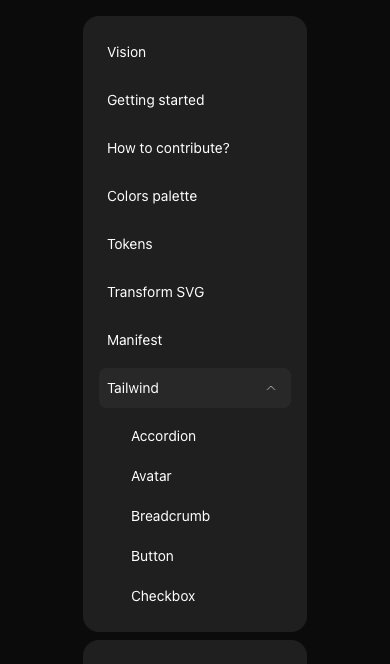 Vision
Getting started
How to contribute?
Colors palette
Tokens
Transform SVG
Manifest
Tailwind
Accordion
Avatar
Breadcrumb
Button
Checkbox